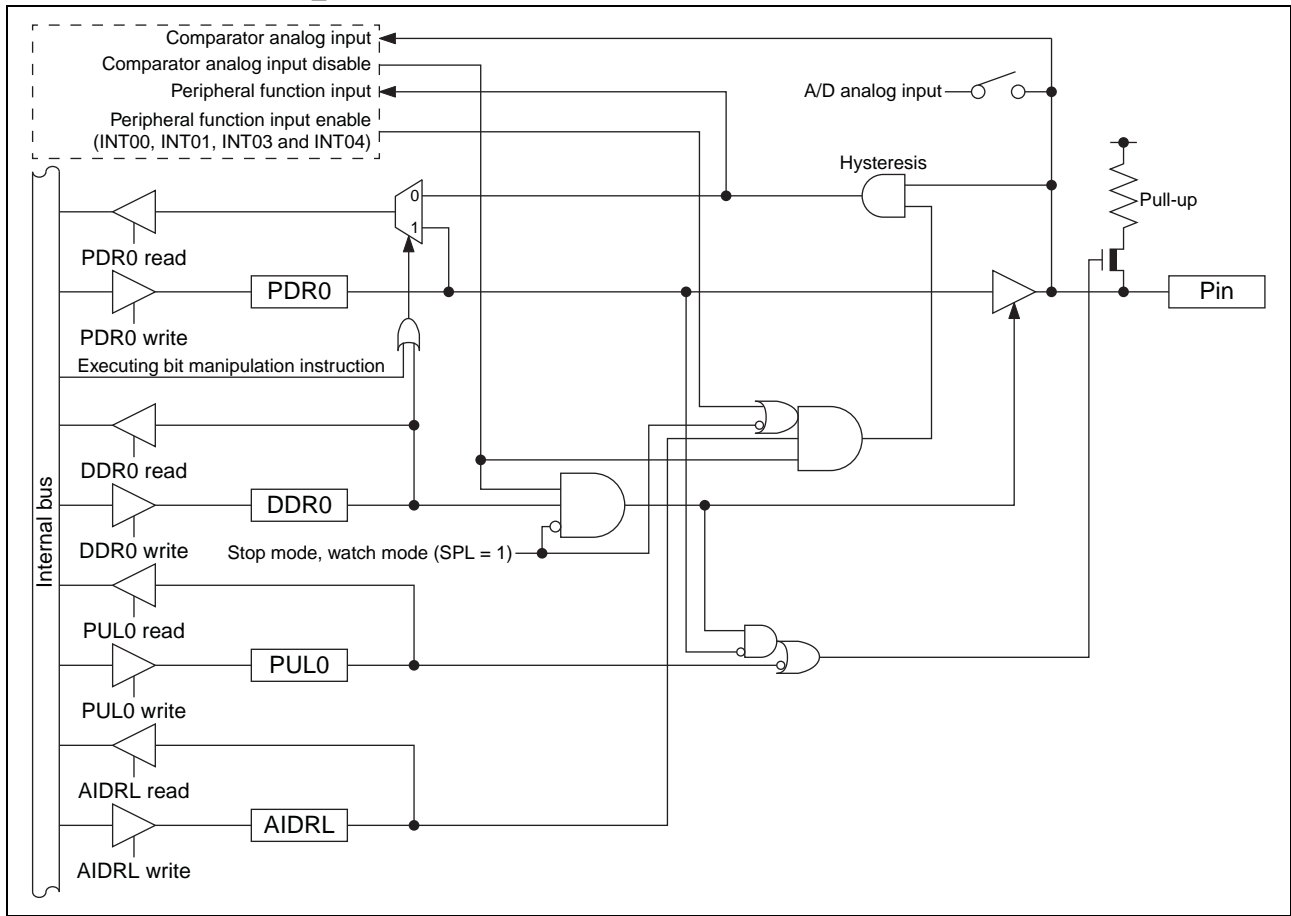 Comparator analog input
Comparator analog input disable
Peripheral function input
Peripheral function input enable
(INT00, INT01, INT03 and INT04)
A/D analog input
Hysteresis
Pull-up
0
1
PDR0 read
PDR0
Pin
PDR0 write
Executing bit manipulation instruction
DDR0 read
DDR0
DDR0 write
Stop mode, watch mode (SPL = 1)
Internal bus
PUL0 read
PUL0
PUL0 write
AIDRL read
AIDRL
AIDRL write